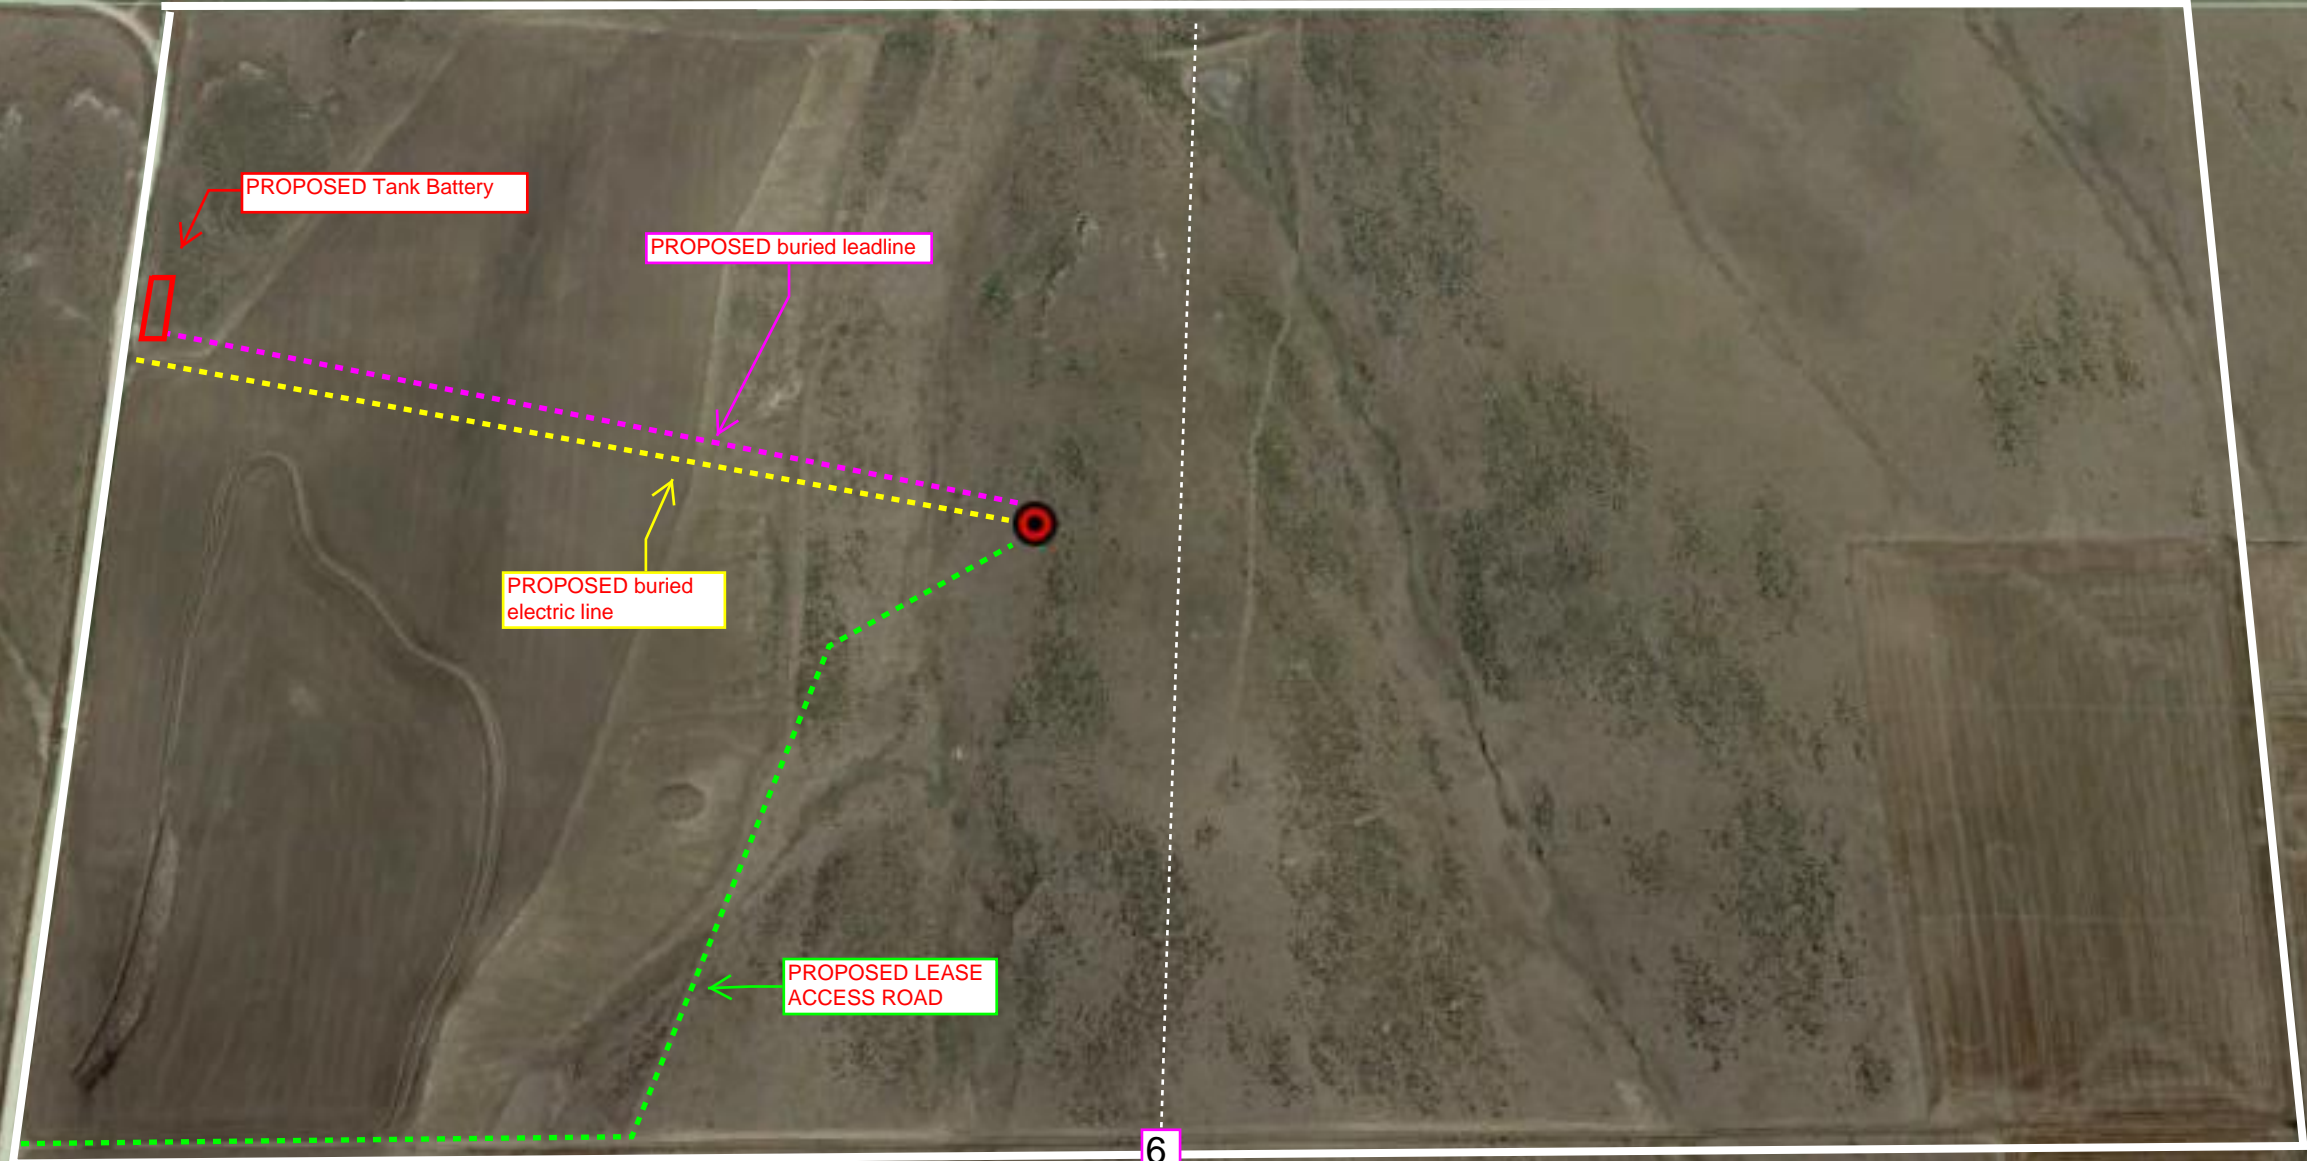 PROPOSED Tank Battery
PROPOSED buried leadline
PROPOSED buried
electric line
PROPOSED LEASE
ACCESS ROAD
6